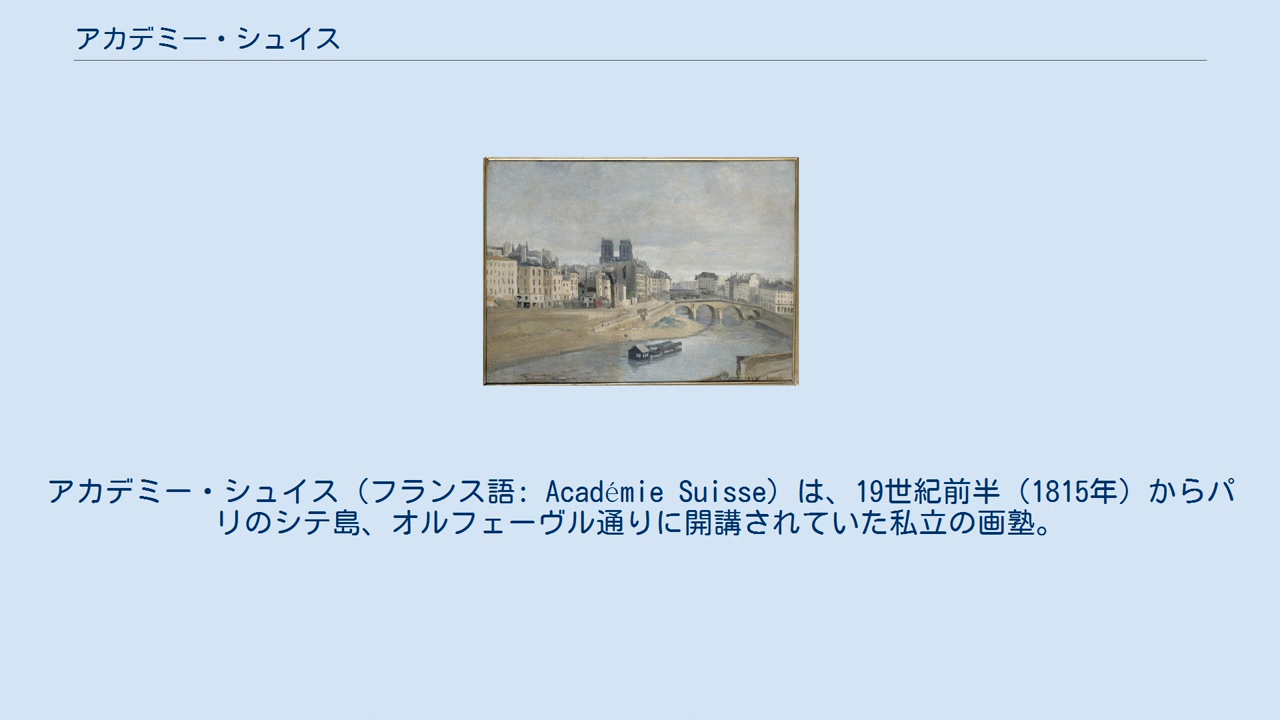 アカデミー・シュイス
アカデミー・シュイス（フランス語: Académie Suisse）は、19世紀前半（1815年）からパ
リのシテ島、オルフェーヴル通りに開講されていた私立の画塾。